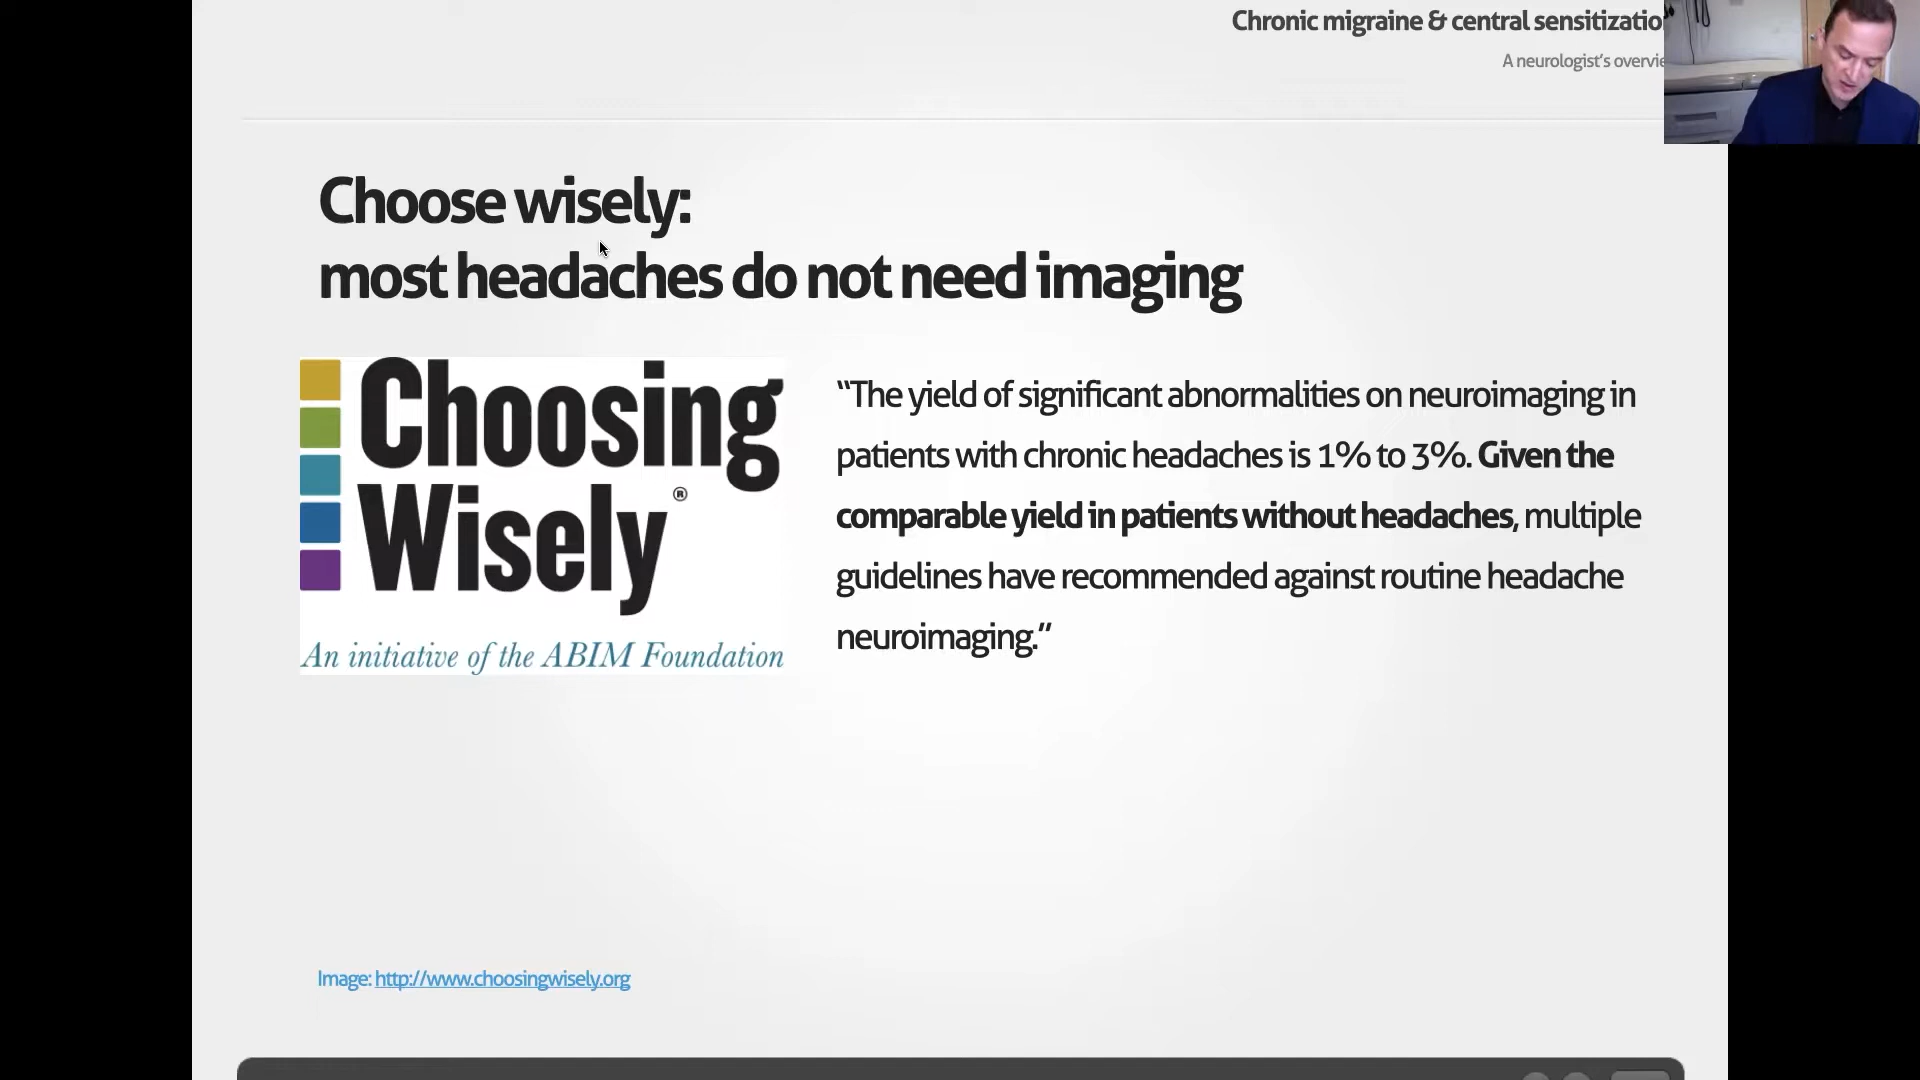 Chronic migraine & central sensitizatio
A neurologist's overvie
Choose wisely:
most headaches do not need imaging
Choosing
Wisely®
An initiative of the ABIM Foundation
“The yield of significant abnormalities on neuroimaging in
patients with chronic headaches is 1% to 3%. Given the
comparable yield in patients without headaches, multiple
guidelines have recommended against routine headache
neuroimaging.”
Image: http://www.choosingwisely.org